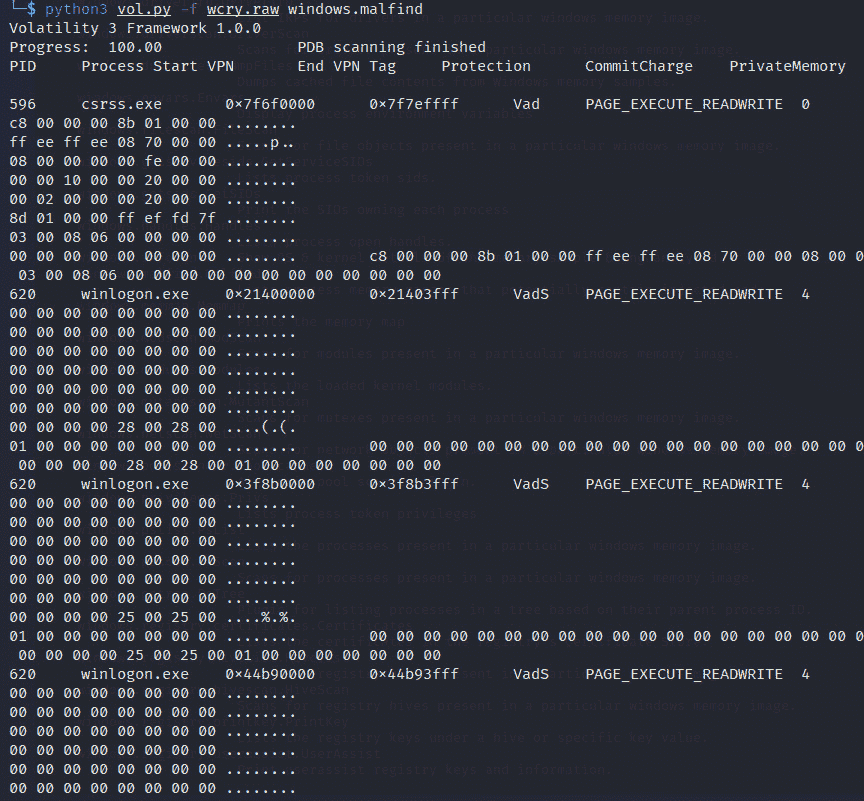 └─$ python3 vol.py -f wcry.raw windows.malfind
Volatility 3 Framework 1.0.0
Progress:  100.00               PDB scanning finished
PID     Process Start VPN       End VPN Tag     Protection      CommitCharge    PrivateMemory
596     csrss.exe       0×7f6f0000      0×7f7effff      Vad     PAGE_EXECUTE_READWRITE  0
c8 00 00 00 8b 01 00 00 ........
ff ee ff ee 08 70 00 00 .....p..
08 00 00 00 00 fe 00 00 ........
00 00 10 00 00 20 00 00 ........
00 02 00 00 00 20 00 00 ........
8d 01 00 00 ff ef fd 7f ........
03 00 08 06 00 00 00 00 ........
00 00 00 00 00 00 00 00 ........        c8 00 00 00 8b 01 00 00 ff ee ff ee 08 70 00 00 08 00 0
 03 00 08 06 00 00 00 00 00 00 00 00 00 00 00 00
620     winlogon.exe    0×21400000      0×21403fff      VadS    PAGE_EXECUTE_READWRITE  4
00 00 00 00 00 00 00 00 ........
00 00 00 00 00 00 00 00 ........
00 00 00 00 00 00 00 00 ........
00 00 00 00 00 00 00 00 ........
00 00 00 00 00 00 00 00 ........
00 00 00 00 00 00 00 00 ........
00 00 00 00 28 00 28 00 ....(.(.
01 00 00 00 00 00 00 00 ........        00 00 00 00 00 00 00 00 00 00 00 00 00 00 00 00 00 00 0
 00 00 00 00 28 00 28 00 01 00 00 00 00 00 00 00
620     winlogon.exe    0×3f8b0000      0×3f8b3fff      VadS    PAGE_EXECUTE_READWRITE  4
00 00 00 00 00 00 00 00 ........
00 00 00 00 00 00 00 00 ........
00 00 00 00 00 00 00 00 ........
00 00 00 00 00 00 00 00 ........
00 00 00 00 00 00 00 00 ........
00 00 00 00 00 00 00 00 ........
00 00 00 00 25 00 25 00 ....%.%.
01 00 00 00 00 00 00 00 ........        00 00 00 00 00 00 00 00 00 00 00 00 00 00 00 00 00 00 0
 00 00 00 00 25 00 25 00 01 00 00 00 00 00 00 00
620     winlogon.exe    0×44b90000      0×44b93fff      VadS    PAGE_EXECUTE_READWRITE  4
00 00 00 00 00 00 00 00 ........
00 00 00 00 00 00 00 00 ........
00 00 00 00 00 00 00 00 ........
00 00 00 00 00 00 00 00 ........
00 00 00 00 00 00 00 00 ........
00 00 00 00 00 00 00 00 ........